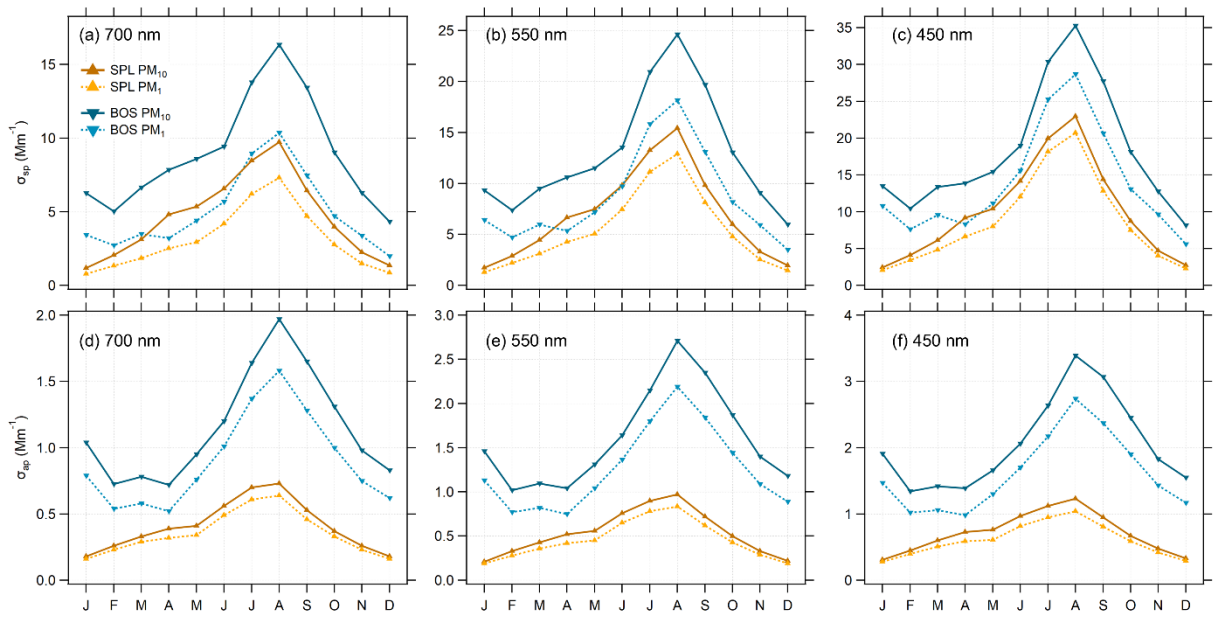 (a) 700 nm
SPL PM₁₀
SPL PM₁
BOS PM₁₀
BOS PM₁
σsp (Mm⁻¹)
15
10
5
0
(b) 550 nm
25
20
15
10
5
0
(c) 450 nm
35
30
25
20
15
10
5
0
(d) 700 nm
σap (Mm⁻¹)
2.0
1.5
1.0
0.5
0.0
J F M A M J J A S O N D
(e) 550 nm
3.0
2.5
2.0
1.5
1.0
0.5
0.0
J F M A M J J A S O N D
(f) 450 nm
4
3
2
1
0
J F M A M J J A S O N D